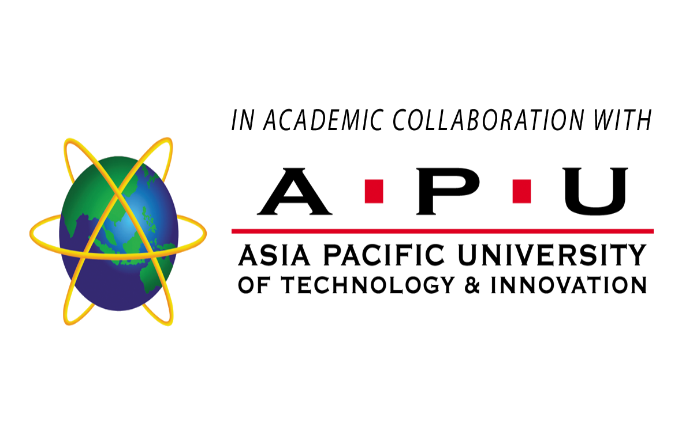 IN ACADEMIC COLLABORATION WITH
A·P·U
ASIA PACIFIC UNIVERSITY
OF TECHNOLOGY & INNOVATION